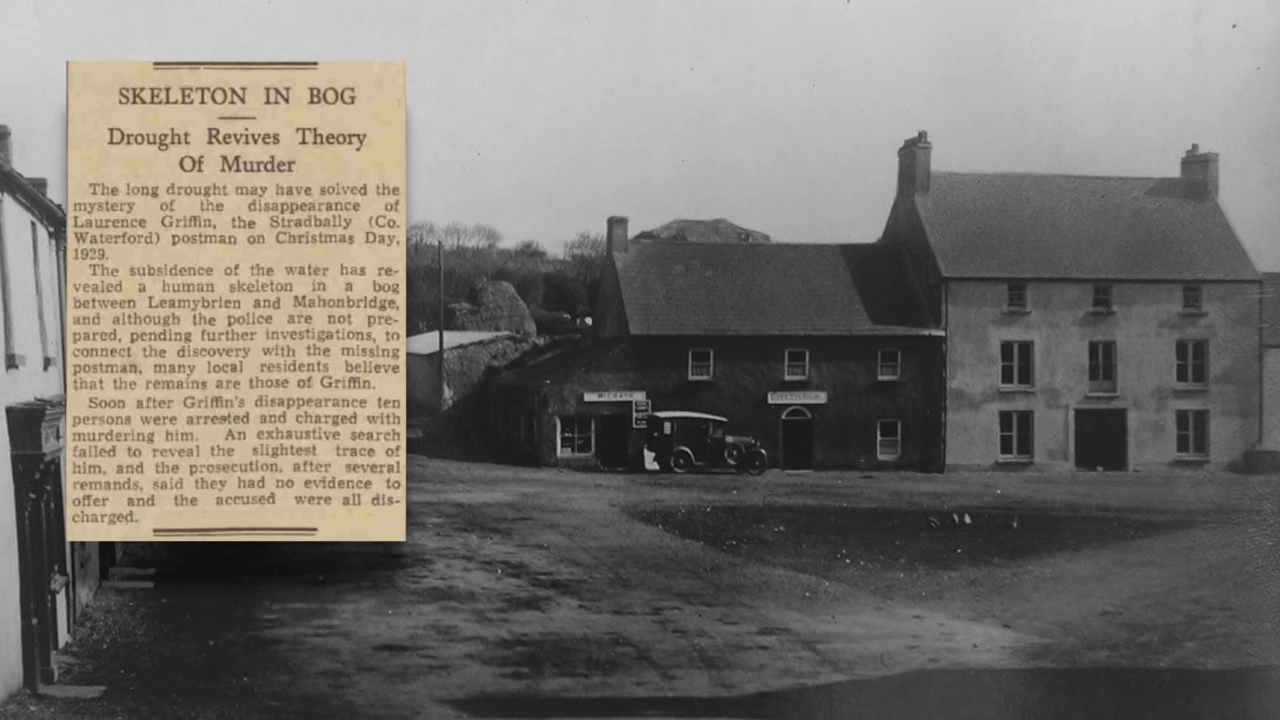 SKELETON IN BOG
Drought Revives Theory
Of Murder
The long drought may have solved the
mystery of the disappearance of
Laurence Griffin, the Stradbally (Co.
Waterford) postman on Christmas Day,
1929.
The subsidence of the water has re-
vealed a human skeleton in a bog
between Leamybrien and Mahonbridge,
and although the police are not pre-
pared, pending further investigations, to
connect the discovery with the missing
postman, many local residents believe
that the remains are those of Griffin.
Soon after Griffin's disappearance ten
persons were arrested and charged with
murdering him. An exhaustive search
failed to reveal the slightest trace of
him, and the prosecution, after several
remands, said they had no evidence to
offer and the accused were all dis-
charged.